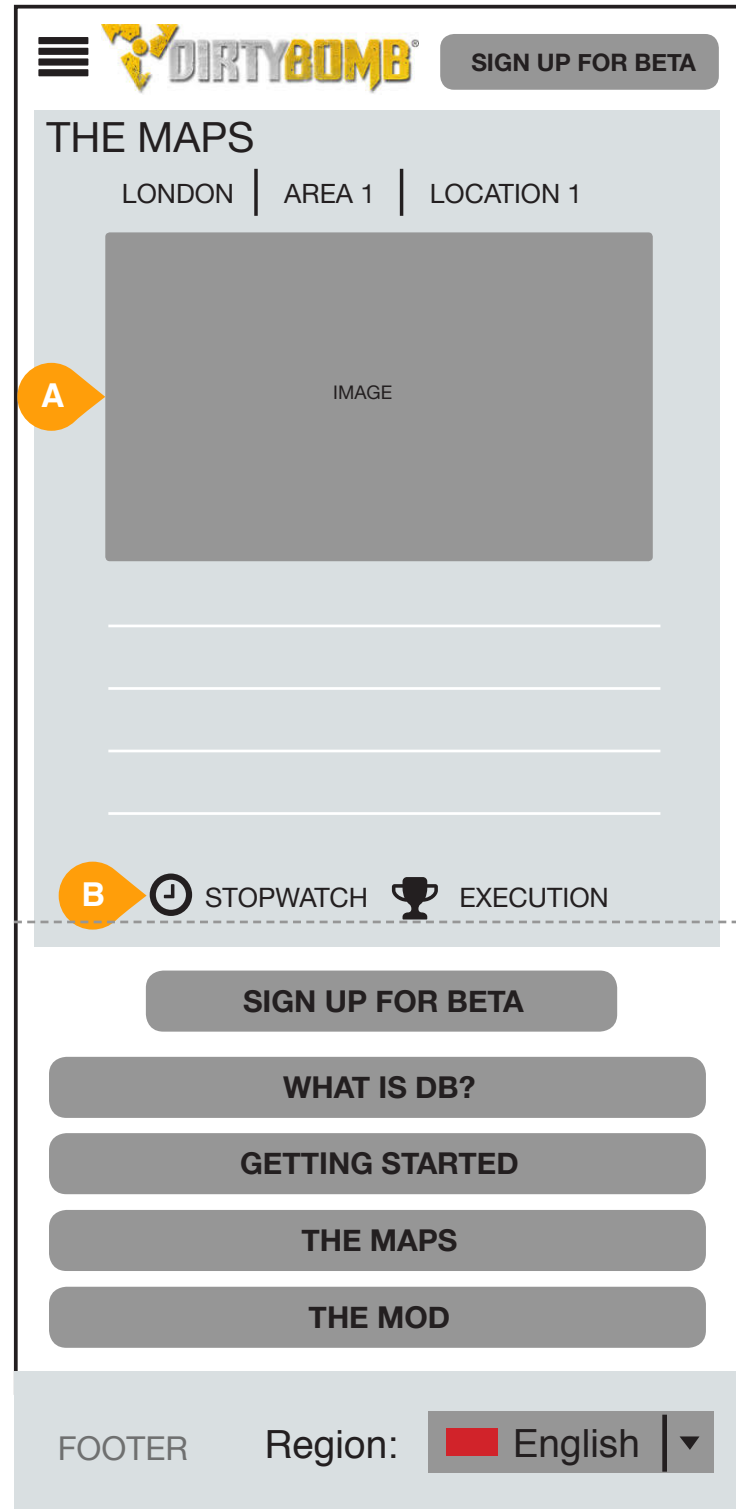 DIRTYBOMB®
SIGN UP FOR BETA
THE MAPS
LONDON | AREA 1 | LOCATION 1
A
IMAGE
B
STOPWATCH
EXECUTION
SIGN UP FOR BETA
WHAT IS DB?
GETTING STARTED
THE MAPS
THE MOD
FOOTER
Region:
English